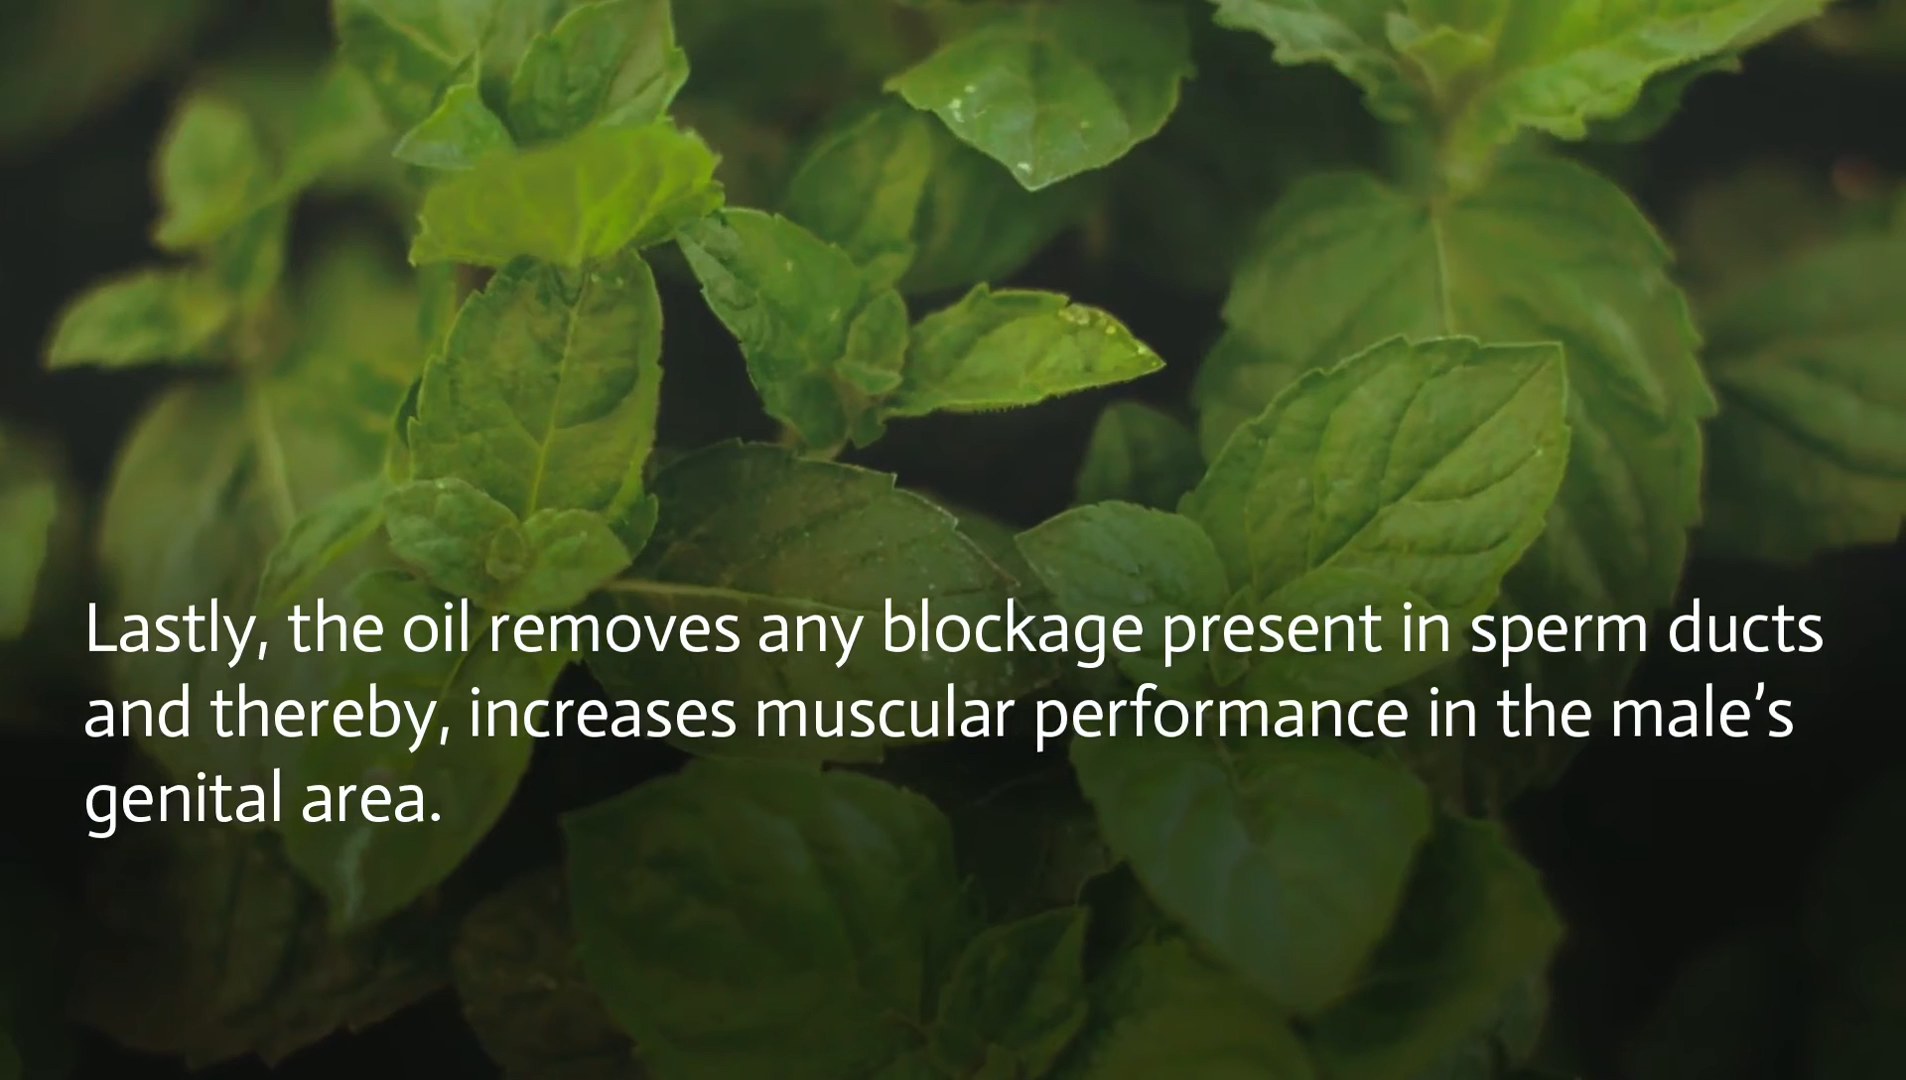 Lastly, the oil removes any blockage present in sperm ducts
and thereby, increases muscular performance in the male’s
genital area.